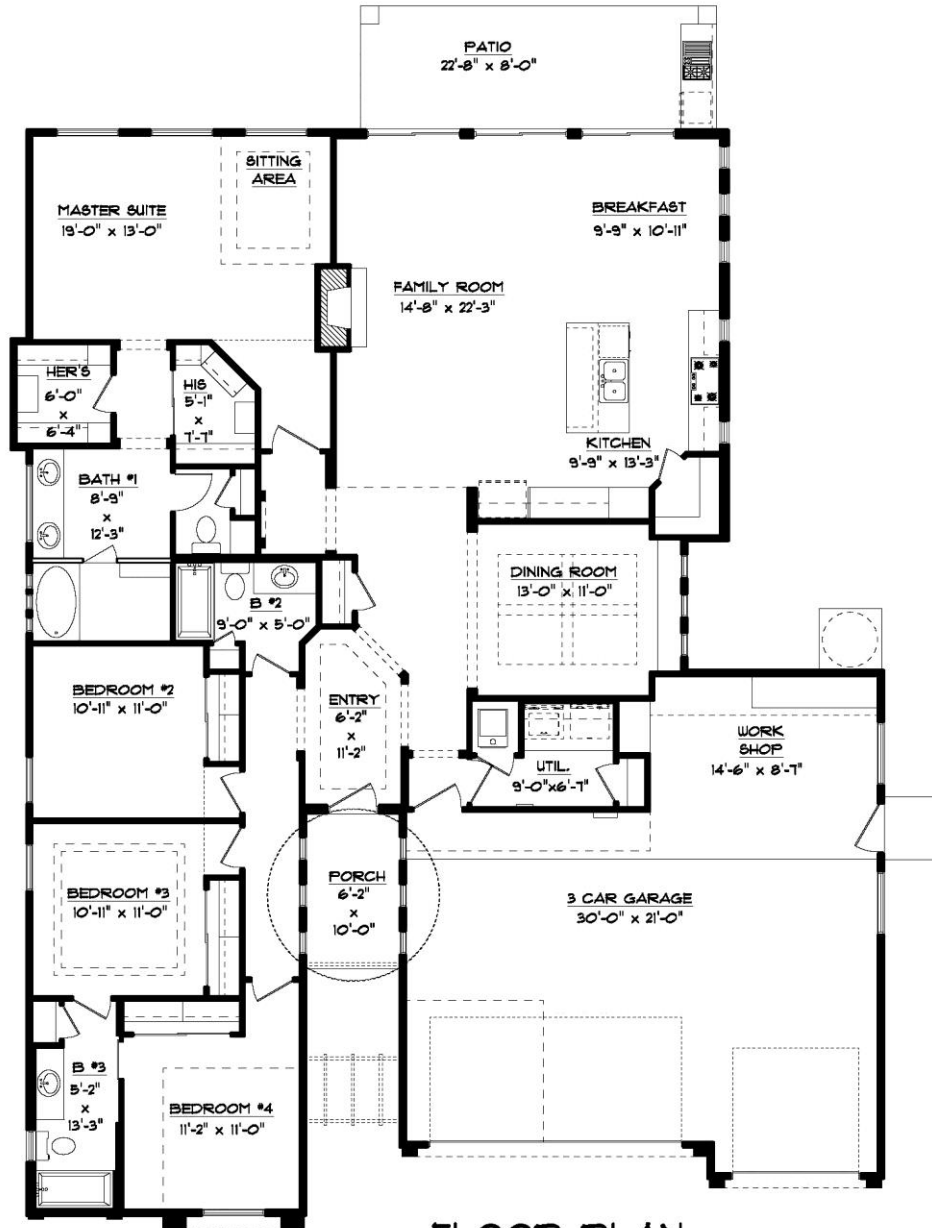 PATIO
22'-8" x 8'-0"
SITTING
AREA
MASTER SUITE
19'-0" x 13'-0"
BREAKFAST
9'-9" x 10'-11"
FAMILY ROOM
14'-8" x 22'-3"
HER'S
6'-0"
x
6'-4"
HIS
5'-1"
x
7'-7"
KITCHEN
9'-9" x 13'-3"
BATH #1
8'-9"
x
12'-3"
DINING ROOM
13'-0" x 11'-0"
B #2
9'-0" x 5'-0"
BEDROOM #2
10'-11" x 11'-0"
ENTRY
6'-2"
x
11'-2"
WORK
SHOP
14'-6" x 8'-7"
UTIL.
9'-0"x6'-7"
BEDROOM #3
10'-11" x 11'-0"
PORCH
6'-2"
x
10'-0"
3 CAR GARAGE
30'-0" x 21'-0"
B #3
5'-2"
x
13'-3"
BEDROOM #4
11'-2" x 11'-0"
FLOOR PLAN